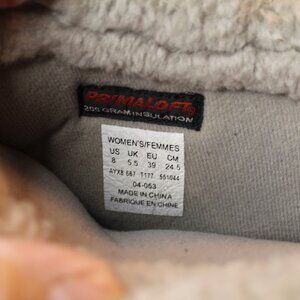 PRIMALOFT®
200 GRAM INSULATION
WOMEN'S/FEMMES
US UK EU CM
8 5.5 39 24.5
04-063
MADE IN CHINA
FABRIQUE EN CHINE